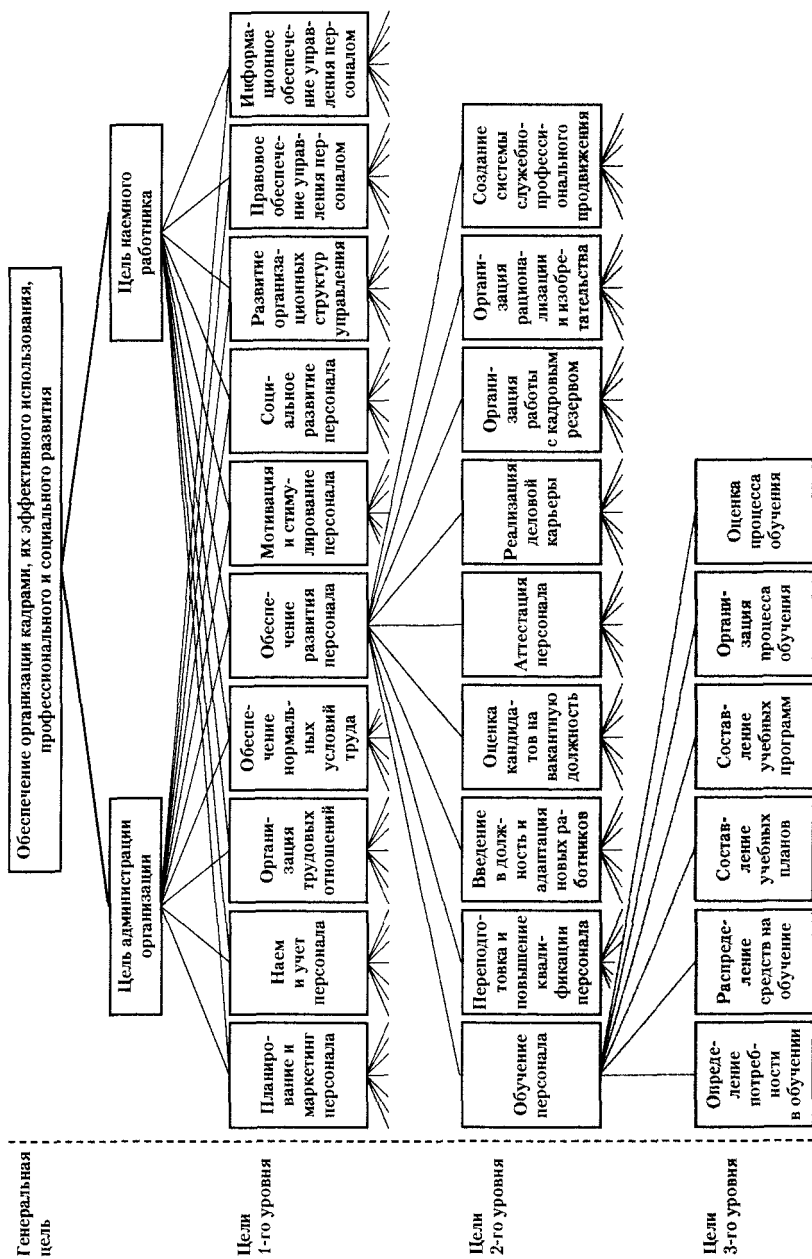 Генеральная
цель
Обеспечение организации кадрами, их эффективного использования,
профессионального и социального развития
Цель администрации
организации
Цель наемного
работника
Цели
1-го уровня
Планиро-
вание и
маркетинг
персонала
Наем
и учет
персонала
Органи-
зация
трудовых
отношений
Обеспе-
чение
нормаль-
ных
условий
труда
Обеспе-
чение
развития
персонала
Мотивация
и стиму-
лирование
персонала
Соци-
альное
развитие
персонала
Развитие
организа-
ционных
структур
управления
Правовое
обеспече-
ние управ-
ления пер-
соналом
Информа-
ционное
обеспече-
ние управ-
ления пер-
соналом
Цели
2-го уровня
Обучение
персонала
Переподго-
товка и
повышение
квали-
фикации
персонала
Введение
в долж-
ность и
адаптация
новых ра-
ботников
Оценка
кандида-
тов на
вакантную
должность
Аттестация
персонала
Реализация
деловой
карьеры
Органи-
зация
работы
с кадровым
резервом
Органи-
зация
рациона-
лизации
и изобре-
тательства
Создание
системы
служебно-
професси-
онального
продвижения
Цели
3-го уровня
Опреде-
ление
потреб-
ности
в обучении
Распреде-
ление
средств на
обучение
Состав-
ление
учебных
планов
Состав-
ление
учебных
программ
Органи-
зация
процесса
обучения
Оценка
процесса
обучения